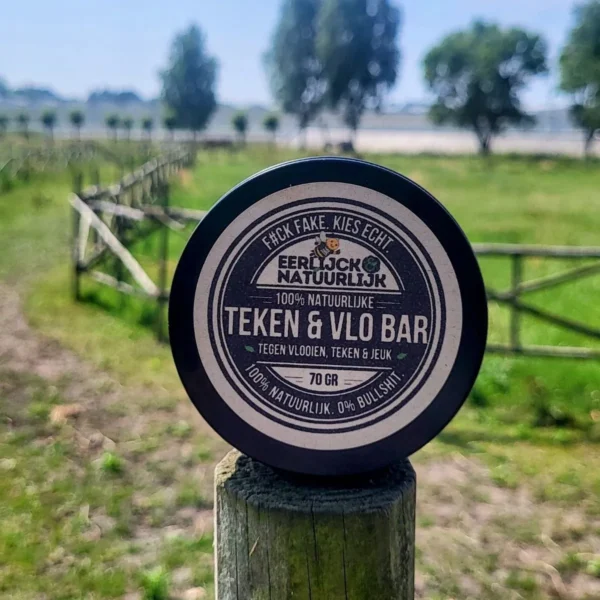 F#CK FAKE. KIES ECHT.
EERLIJCK &
NATUURLIJK
100% NATUURLIJKE
TEKEN & VLO BAR
TEGEN VLOOIEN, TEKEN & JEUK
70 GR
100% NATUURLIJK. 0% BULLSHIT.